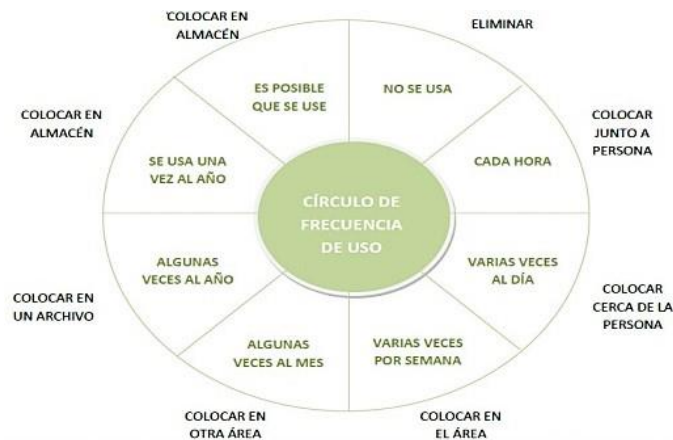 COLOCAR EN
ALMACÉN
ELIMINAR
ES POSIBLE
QUE SE USE
NO SE USA
COLOCAR EN
ALMACÉN
COLOCAR
JUNTO A
PERSONA
SE USA UNA
VEZ AL AÑO
CADA HORA
CÍRCULO DE
FRECUENCIA
DE USO
ALGUNAS
VECES AL AÑO
VARIAS VECES
AL DÍA
COLOCAR EN
UN ARCHIVO
COLOCAR
CERCA DE LA
PERSONA
ALGUNAS
VECES AL MES
VARIAS VECES
POR SEMANA
COLOCAR EN
OTRA ÁREA
COLOCAR EN
EL ÁREA